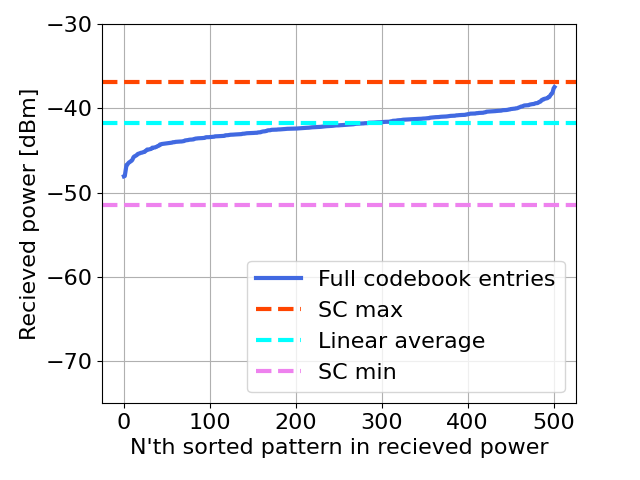 −30
−40
−50
−60
−70
Recieved power [dBm]
Full codebook entries
SC max
Linear average
SC min
0 100 200 300 400 500
N'th sorted pattern in recieved power